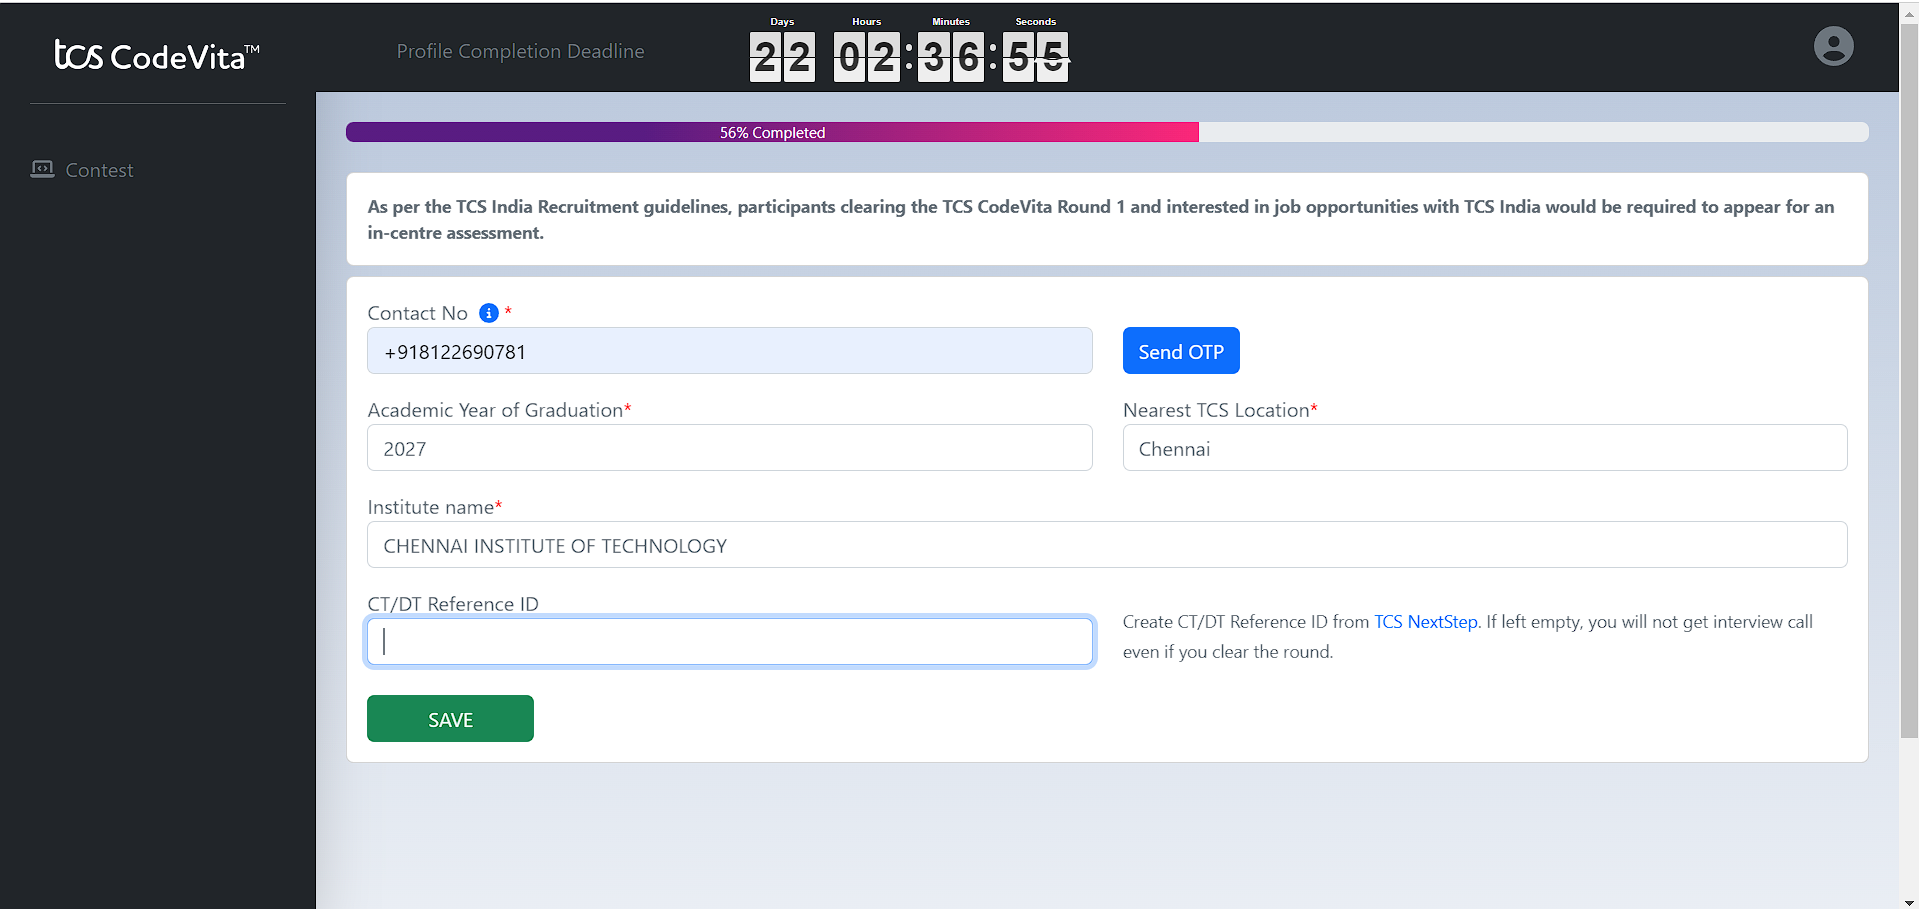 tcs CodeVita™
Profile Completion Deadline
Days Hours Minutes Seconds
22 02:36:55
Contest
56% Completed
As per the TCS India Recruitment guidelines, participants clearing the TCS CodeVita Round 1 and interested in job opportunities with TCS India would be required to appear for an
in-centre assessment.
Contact No i *
+918122690781
Send OTP
Academic Year of Graduation*
Nearest TCS Location*
2027
Chennai
Institute name*
CHENNAI INSTITUTE OF TECHNOLOGY
CT/DT Reference ID
Create CT/DT Reference ID from TCS NextStep. If left empty, you will not get interview call
even if you clear the round.
SAVE